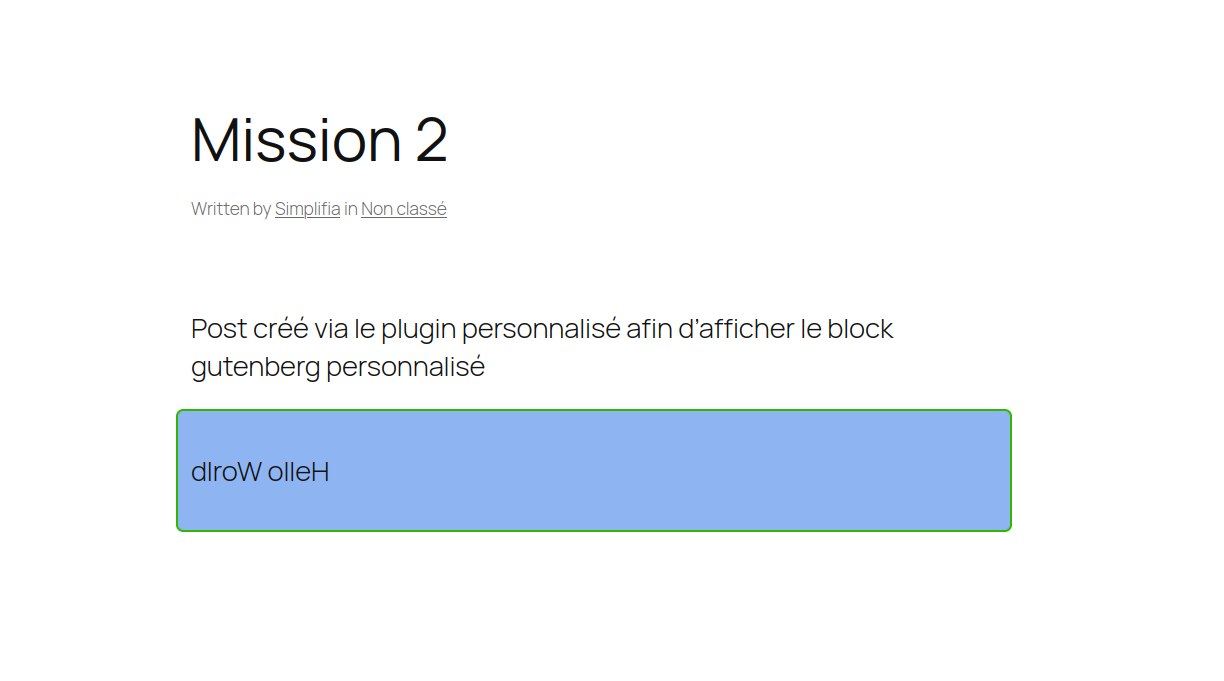 Mission 2
Written by Simplifia in Non classé
Post créé via le plugin personnalisé afin d’afficher le block
gutenberg personnalisé
dlroW olleH